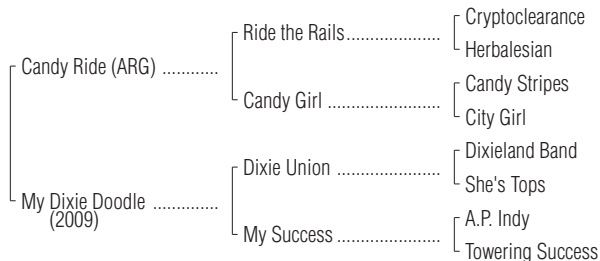 Cryptoclearance
Ride the Rails.......................
Herbalesian
Candy Ride (ARG) ............
Candy Stripes
Candy Girl ........................
City Girl
Dixieland Band
Dixie Union ......................
She's Tops
My Dixie Doodle ..............
(2009)
A.P. Indy
My Success ......................
Towering Success